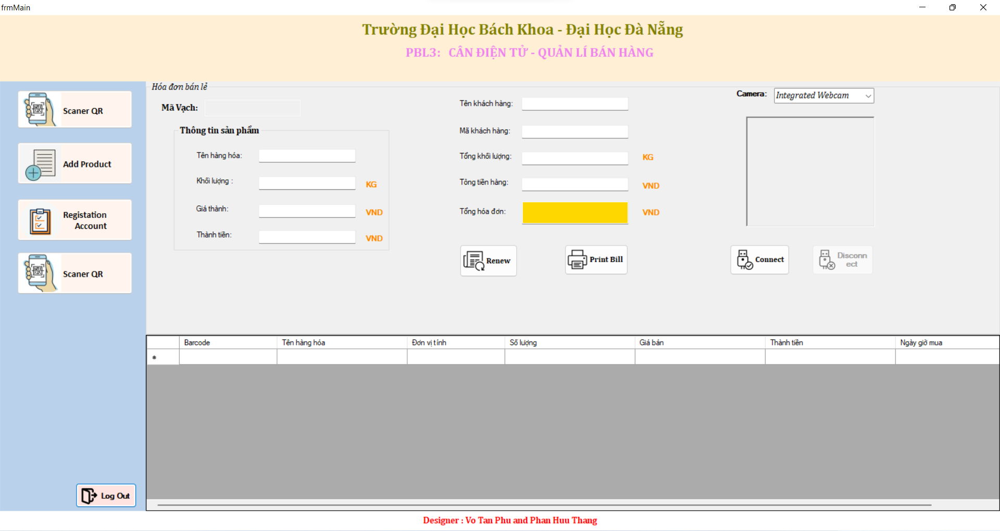 frmMain
Trường Đại Học Bách Khoa - Đại Học Đà Nẵng
PBL3: CÂN ĐIỆN TỬ - QUẢN LÍ BÁN HÀNG
Scaner QR
Add Product
Registation
Account
Scaner QR
Log Out
Hóa đơn bán lẻ
Mã Vạch:
Thông tin sản phẩm
Tên hàng hóa:
Khối lượng :
KG
Giá thành:
VND
Thành tiền:
VND
Tên khách hàng:
Mã khách hàng:
Tổng khối lượng:
KG
Tỏng tiền hàng:
VND
Tổng hóa đơn:
VND
Renew
Print Bill
Camera:
Integrated Webcam
Connect
Disconn
ect
Barcode Tên hàng hóa Đơn vị tính Số lượng Giá bán Thành tiền Ngày giờ mua
Designer : Vo Tan Phu and Phan Huu Thang